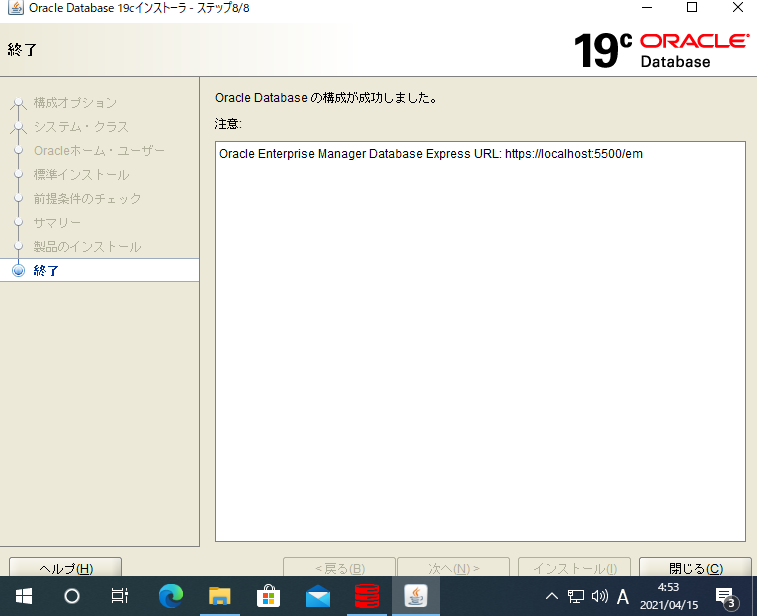 Oracle Database 19cインストーラ - ステップ8/8
終了
19c ORACLE
Database
構成オプション
システム・クラス
Oracleホーム・ユーザー
標準インストール
前提条件のチェック
サマリー
製品のインストール
終了
Oracle Database の構成が成功しました。
注意:
Oracle Enterprise Manager Database Express URL: https://localhost:5500/em
ヘルプ(H)
<戻る(B)
次へ(N)>
インストール(I)
閉じる(C)
A
4:53
2021/04/15
3